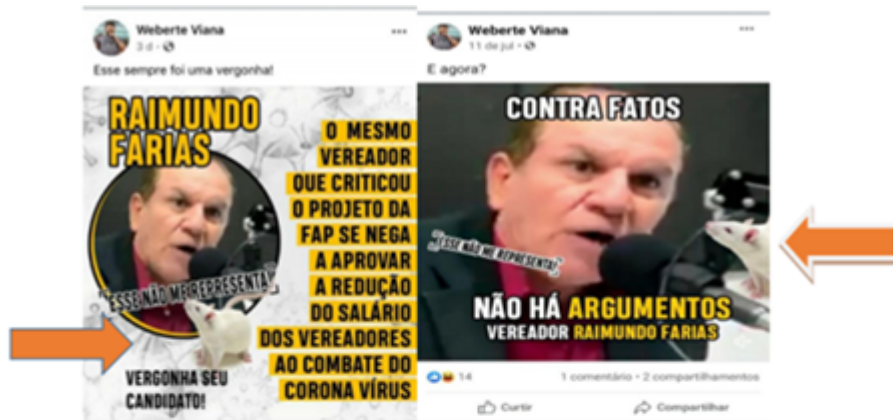 Weberte Viana
3 d
Esse sempre foi uma vergonha!
RAIMUNDO
FARIAS
O MESMO
VEREADOR
QUE CRITICOU
O PROJETO DA
FAP SE NEGA
A APROVAR
A REDUÇÃO
DO SALÁRIO
DOS VEREADORES
AO COMBATE DO
CORONA VÍRUS
"ESSE NÃO ME REPRESENTA!"
VERGONHA SEU
CANDIDATO!
Weberte Viana
11 de jul
E agora?
CONTRA FATOS
"ESSE NÃO ME REPRESENTA!"
NÃO HÁ ARGUMENTOS
VEREADOR RAIMUNDO FARIAS
14
1 comentário • 2 compartilhamentos
Curtir
Compartilhar